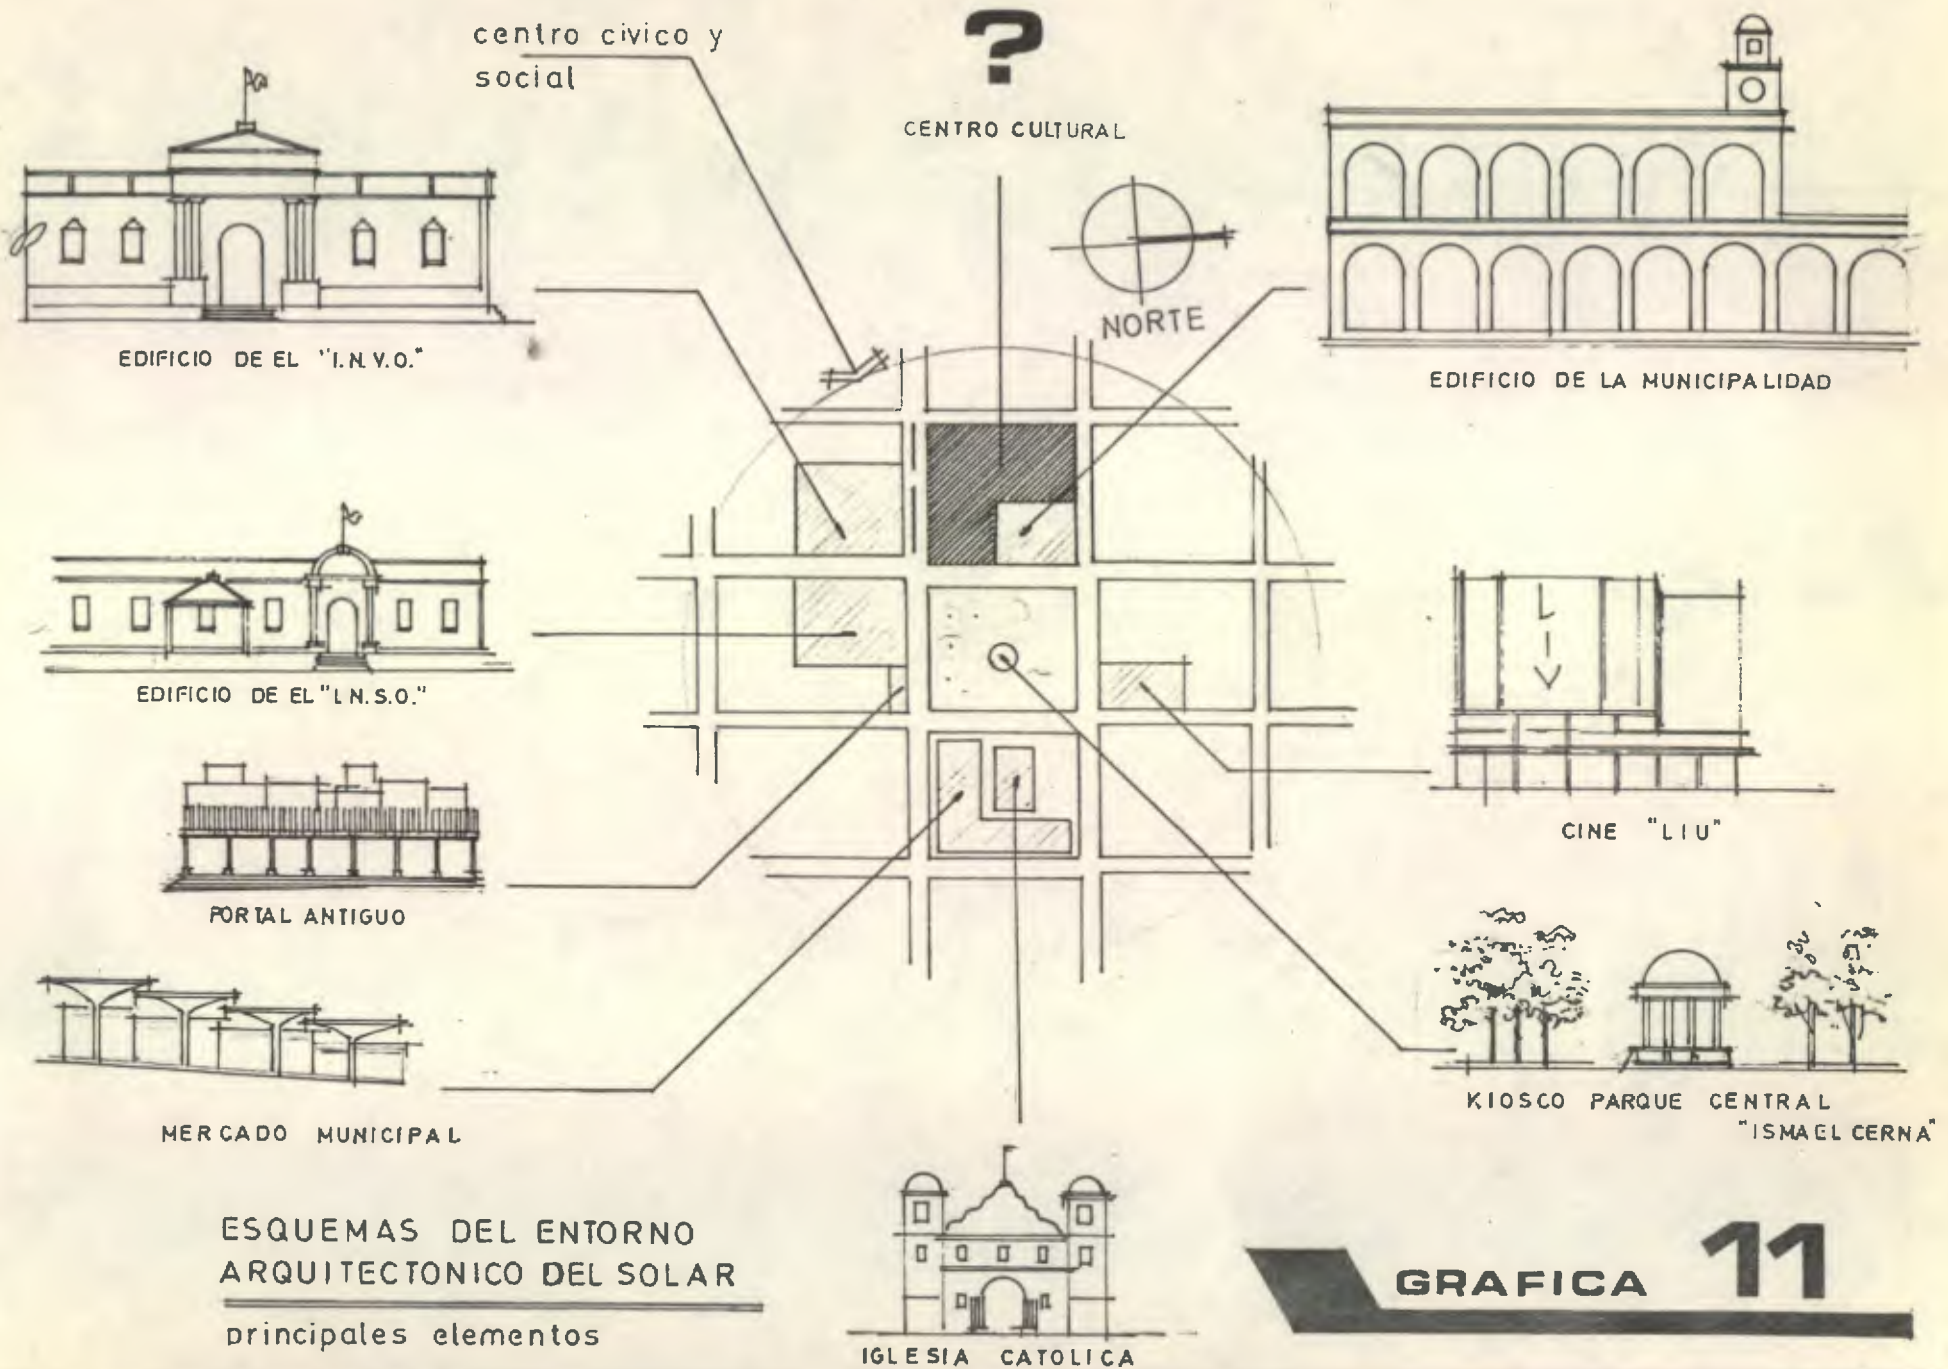 centro cívico y
social
?
CENTRO CULTURAL
NORTE
EDIFICIO DE EL "I.N.V.O."
EDIFICIO DE LA MUNICIPALIDAD
EDIFICIO DE EL "I.N.S.O."
LIV
CINE "LIU"
PORTAL ANTIGUO
MERCADO MUNICIPAL
KIOSCO PARQUE CENTRAL
"ISMAEL CERNA"
IGLESIA CATOLICA
ESQUEMAS DEL ENTORNO
ARQUITECTONICO DEL SOLAR
principales elementos
GRAFICA 11